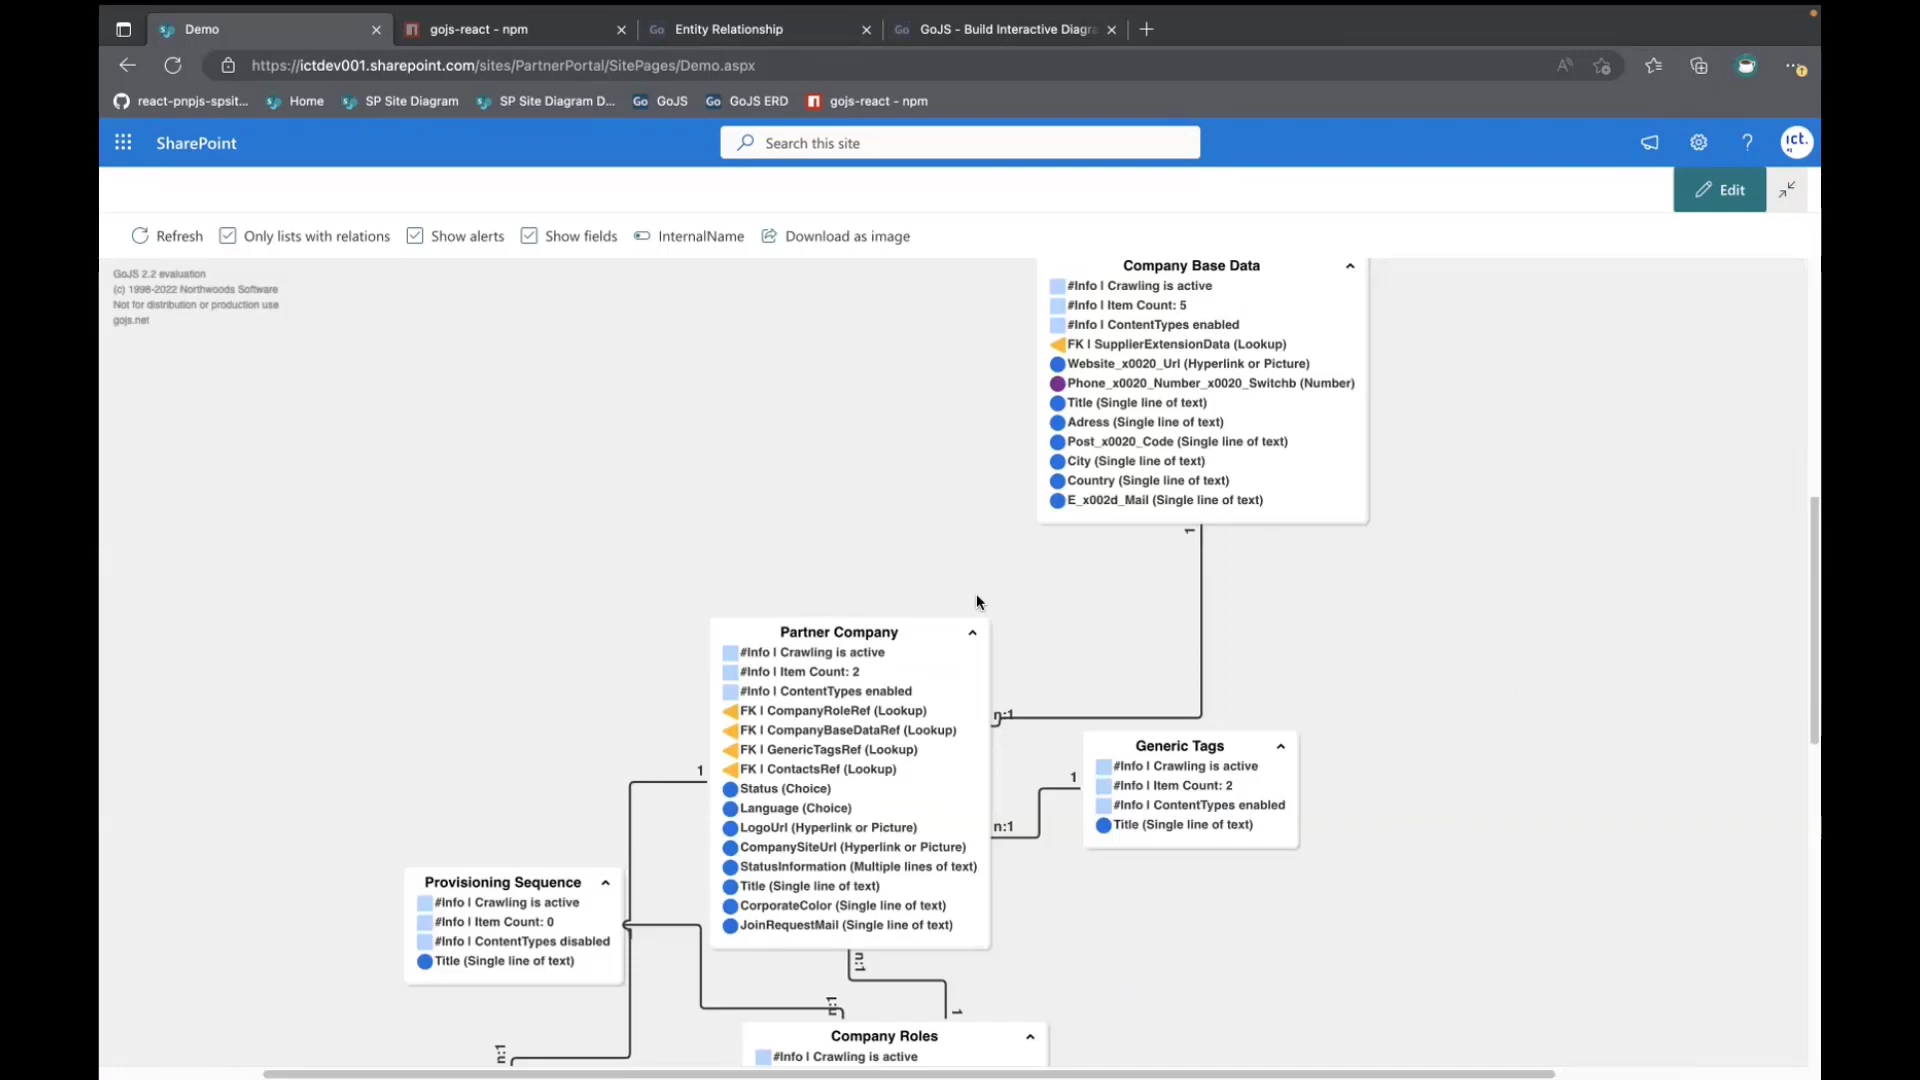 Demo
gojs-react - npm
Entity Relationship
GoJS - Build Interactive Diagra
https://ictdev001.sharepoint.com/sites/PartnerPortal/SitePages/Demo.aspx
react-pnpjs-spsit...
Home
SP Site Diagram
SP Site Diagram D...
GoJS
GoJS ERD
gojs-react - npm
SharePoint
Search this site
ict.
Edit
Refresh
Only lists with relations
Show alerts
Show fields
InternalName
Download as image
GoJS 2.2 evaluation
(c) 1998-2022 Northwoods Software
Not for distribution or production use
gojs.net
Company Base Data
#Info | Crawling is active
#Info | Item Count: 5
#Info | ContentTypes enabled
FK | SupplierExtensionData (Lookup)
Website_x0020_Url (Hyperlink or Picture)
Phone_x0020_Number_x0020_Switchb (Number)
Title (Single line of text)
Adress (Single line of text)
Post_x0020_Code (Single line of text)
City (Single line of text)
Country (Single line of text)
E_x002d_Mail (Single line of text)
1
Partner Company
#Info | Crawling is active
#Info | Item Count: 2
#Info | ContentTypes enabled
FK | CompanyRoleRef (Lookup)
FK | CompanyBaseDataRef (Lookup)
FK | GenericTagsRef (Lookup)
FK | ContactsRef (Lookup)
Status (Choice)
Language (Choice)
LogoUrl (Hyperlink or Picture)
CompanySiteUrl (Hyperlink or Picture)
StatusInformation (Multiple lines of text)
Title (Single line of text)
CorporateColor (Single line of text)
JoinRequestMail (Single line of text)
n:1
1
n:1
1
Generic Tags
#Info | Crawling is active
#Info | Item Count: 2
#Info | ContentTypes enabled
Title (Single line of text)
Provisioning Sequence
#Info | Crawling is active
#Info | Item Count: 0
#Info | ContentTypes disabled
Title (Single line of text)
n:1
n:1
1
n:1
Company Roles
#Info | Crawling is active